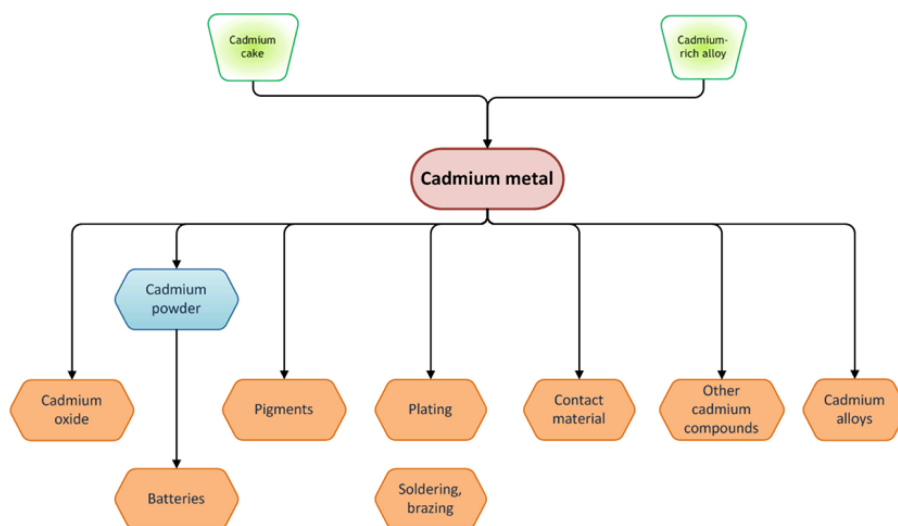 Cadmium
cake
Cadmium-
rich alloy
Cadmium metal
Cadmium
powder
Cadmium
oxide
Pigments
Plating
Contact
material
Other
cadmium
compounds
Cadmium
alloys
Batteries
Soldering,
brazing